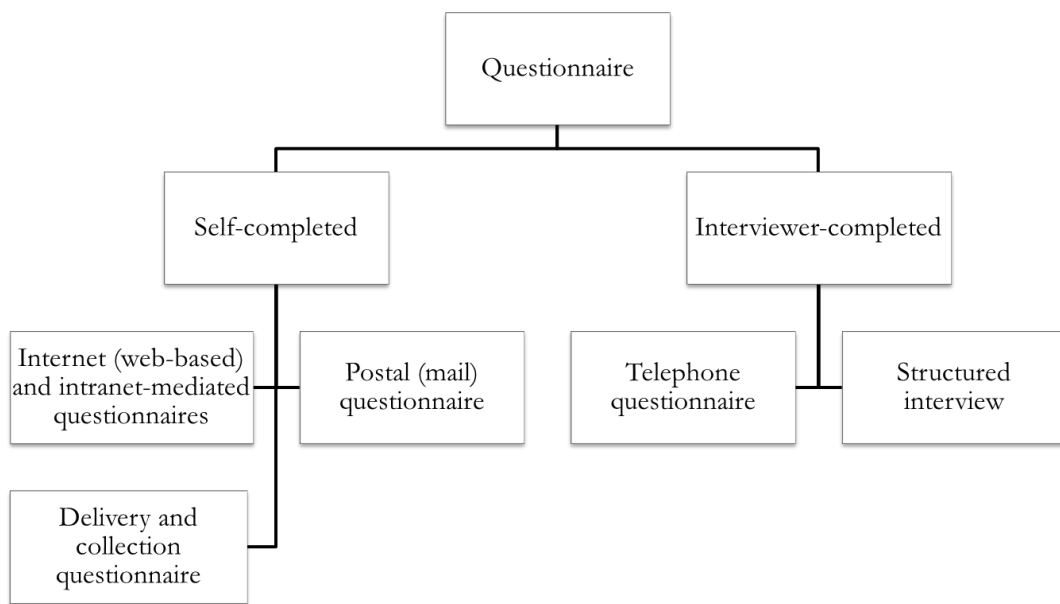 Questionnaire
Self-completed
Interviewer-completed
Internet (web-based)
and intranet-mediated
questionnaires
Postal (mail)
questionnaire
Telephone
questionnaire
Structured
interview
Delivery and
collection
questionnaire